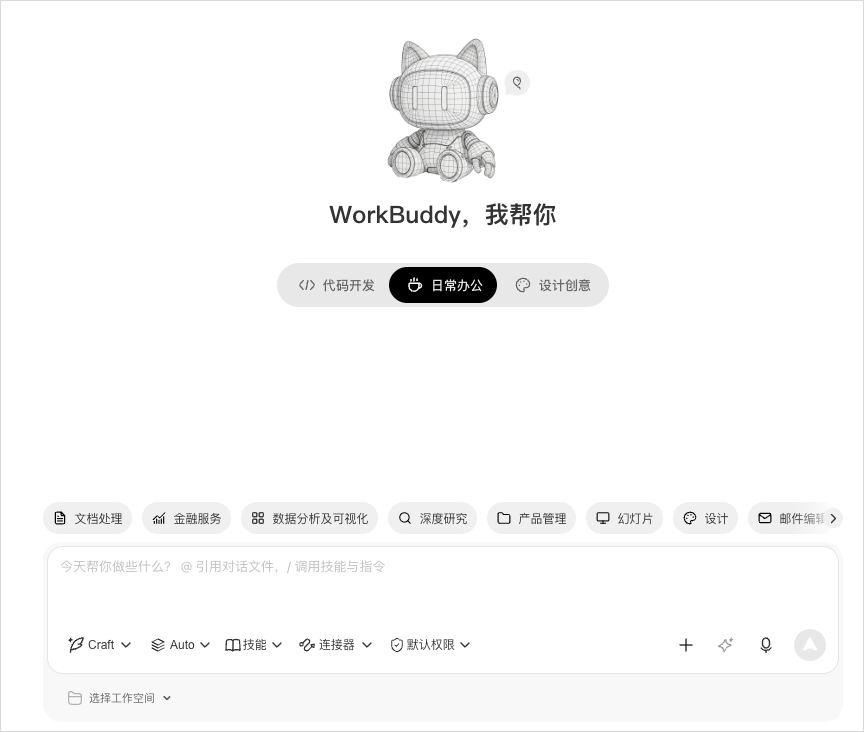 WorkBuddy，我帮你
代码开发 日常办公 设计创意
文档处理 金融服务 数据分析及可视化 深度研究 产品管理 幻灯片 设计 邮件编辑
今天帮你做些什么？ @ 引用对话文件，/ 调用技能与指令
Craft Auto 技能 连接器 默认权限
选择工作空间